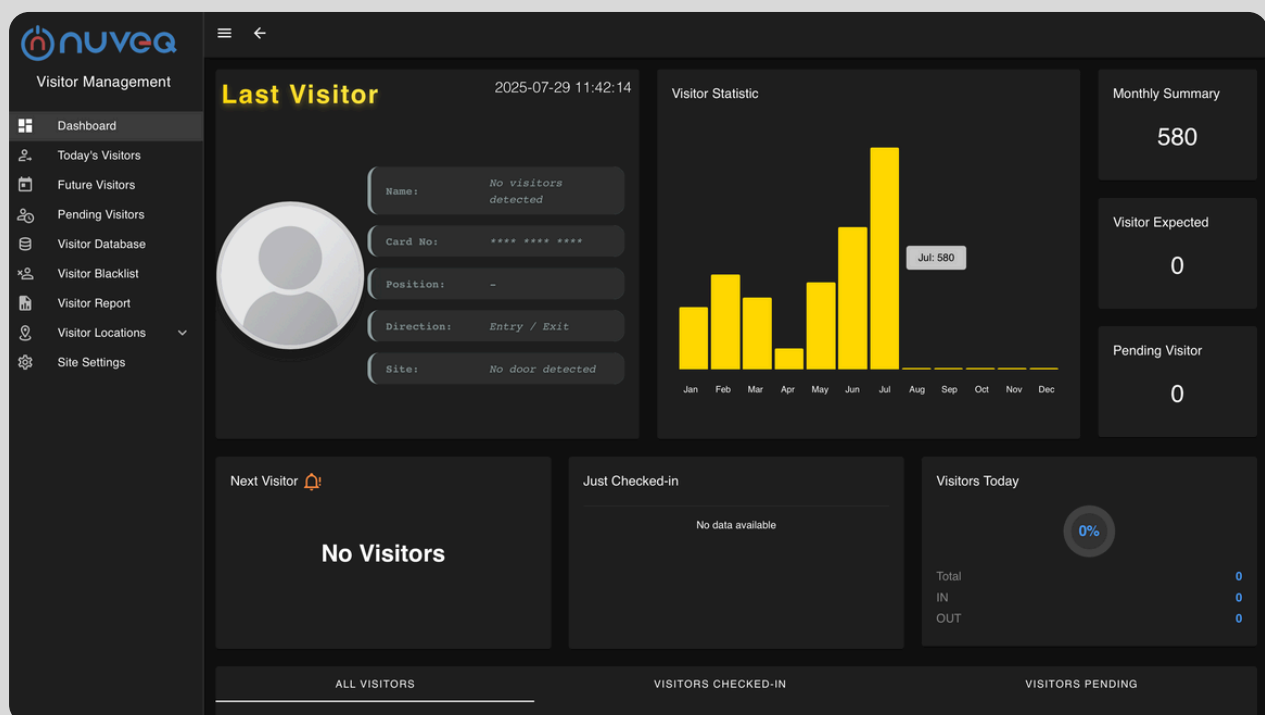 nuveq
Visitor Management
Dashboard
Today's Visitors
Future Visitors
Pending Visitors
Visitor Database
Visitor Blacklist
Visitor Report
Visitor Locations
Site Settings
Last Visitor
2025-07-29 11:42:14
Name:
No visitors
detected
Card No: **** **** ****
Position: –
Direction: Entry / Exit
Site: No door detected
Visitor Statistic
Jul: 580
Jan Feb Mar Apr May Jun Jul Aug Sep Oct Nov Dec
Monthly Summary
580
Visitor Expected
0
Pending Visitor
0
Next Visitor
No Visitors
Just Checked-in
No data available
Visitors Today
0%
Total 0
IN 0
OUT 0
ALL VISITORS VISITORS CHECKED-IN VISITORS PENDING